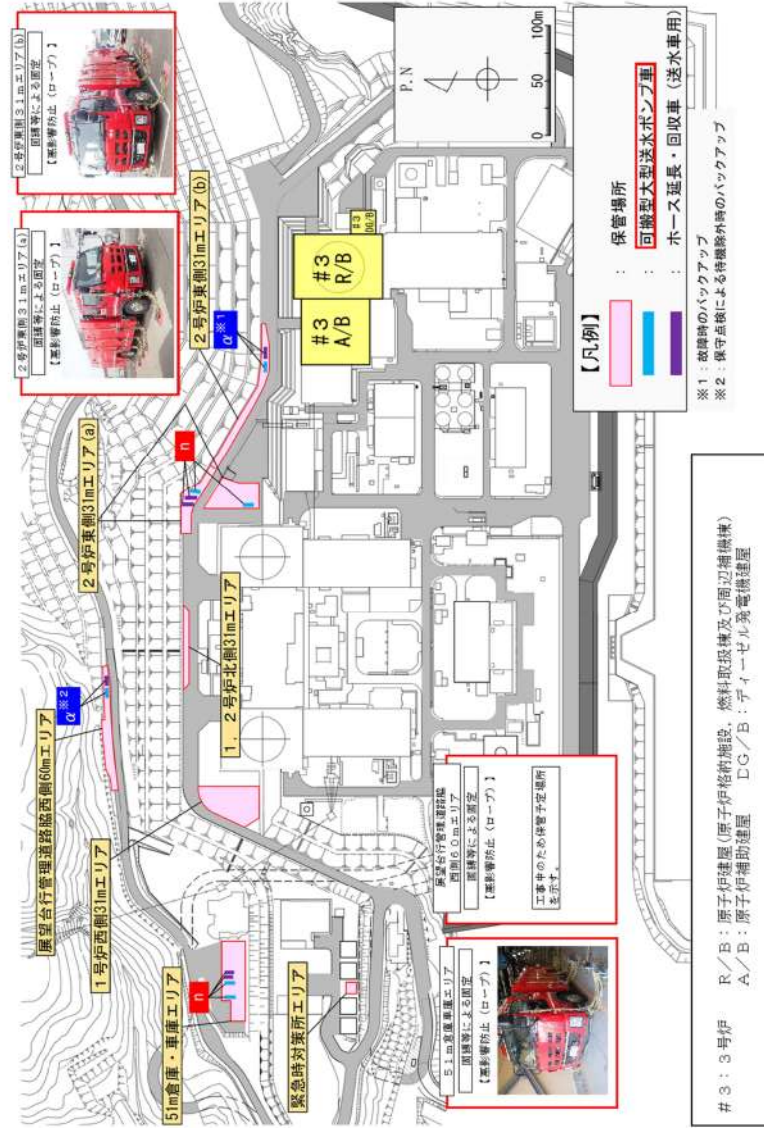 2号炉東側31mエリア(a)
固縛等による固定
【悪影響防止(ロープ)】
2号炉東側31mエリア(b)
固縛等による固定
【悪影響防止(ロープ)】
展望台行管理道路脇西側60mエリア
α※2
2号炉東側31mエリア(a)
n
2号炉東側31mエリア(b)
α※1
1号炉西側31mエリア
1，2号炉北側31mエリア
51m倉庫・車庫エリア
n
緊急時対策所エリア
#3
A/B
#3
R/B
#3
DG/B
P.N
0 50 100m
51m倉庫車庫エリア
固縛等による固定
【悪影響防止(ロープ)】
展望台行管理道路脇
西側60mエリア
固縛等による固定
【悪影響防止(ロープ)】
工事中のため保管予定場所
を示す。
【凡例】
: 保管場所
: 可搬型大型送水ポンプ車
: ホース延長・回収車(送水車用)
※1:故障時のバックアップ
※2:保守点検による待機除外時のバックアップ
#3:3号炉 R/B:原子炉建屋(原子炉格納施設，燃料取扱棟及び周辺補機棟)
A/B:原子炉補助建屋 DG/B:ディーゼル発電機建屋